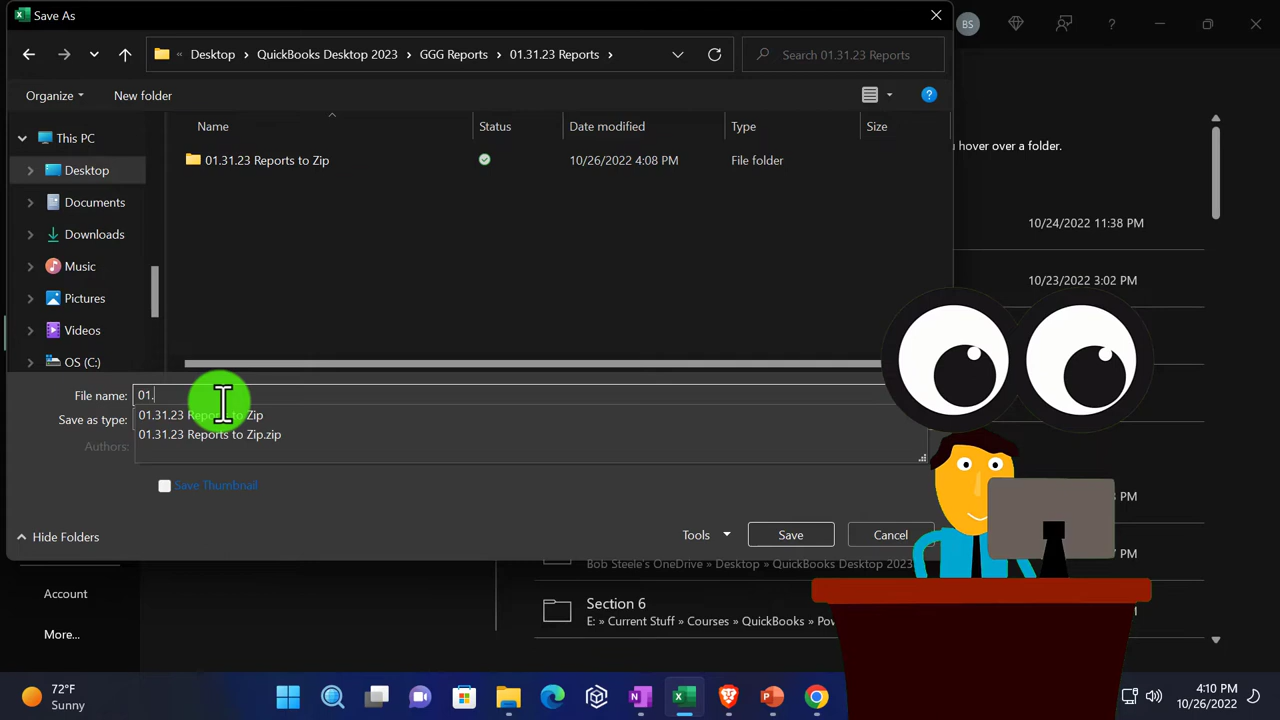 Save As
BS
?
« Desktop > QuickBooks Desktop 2023 > GGG Reports > 01.31.23 Reports >
Search 01.31.23 Reports
Organize
New folder
?
This PC
Name Status Date modified Type Size
01.31.23 Reports to Zip 10/26/2022 4:08 PM File folder
hover over a folder.
Desktop
Documents
Downloads
Music
Pictures
Videos
OS (C:)
10/24/2022 11:38 PM
10/23/2022 3:02 PM
File name: 01.
01.31.23 Reports to Zip
Save as type:
01.31.23 Reports to Zip.zip
Authors:
Save Thumbnail
PM
PM
Hide Folders
Tools
Save
Cancel
Bob Steele's OneDrive » Desktop » QuickBooks Desktop 2023
Account
Section 6
E: » Current Stuff » Courses » QuickBooks »
More...
72°F
Sunny
4:10 PM
10/26/2022